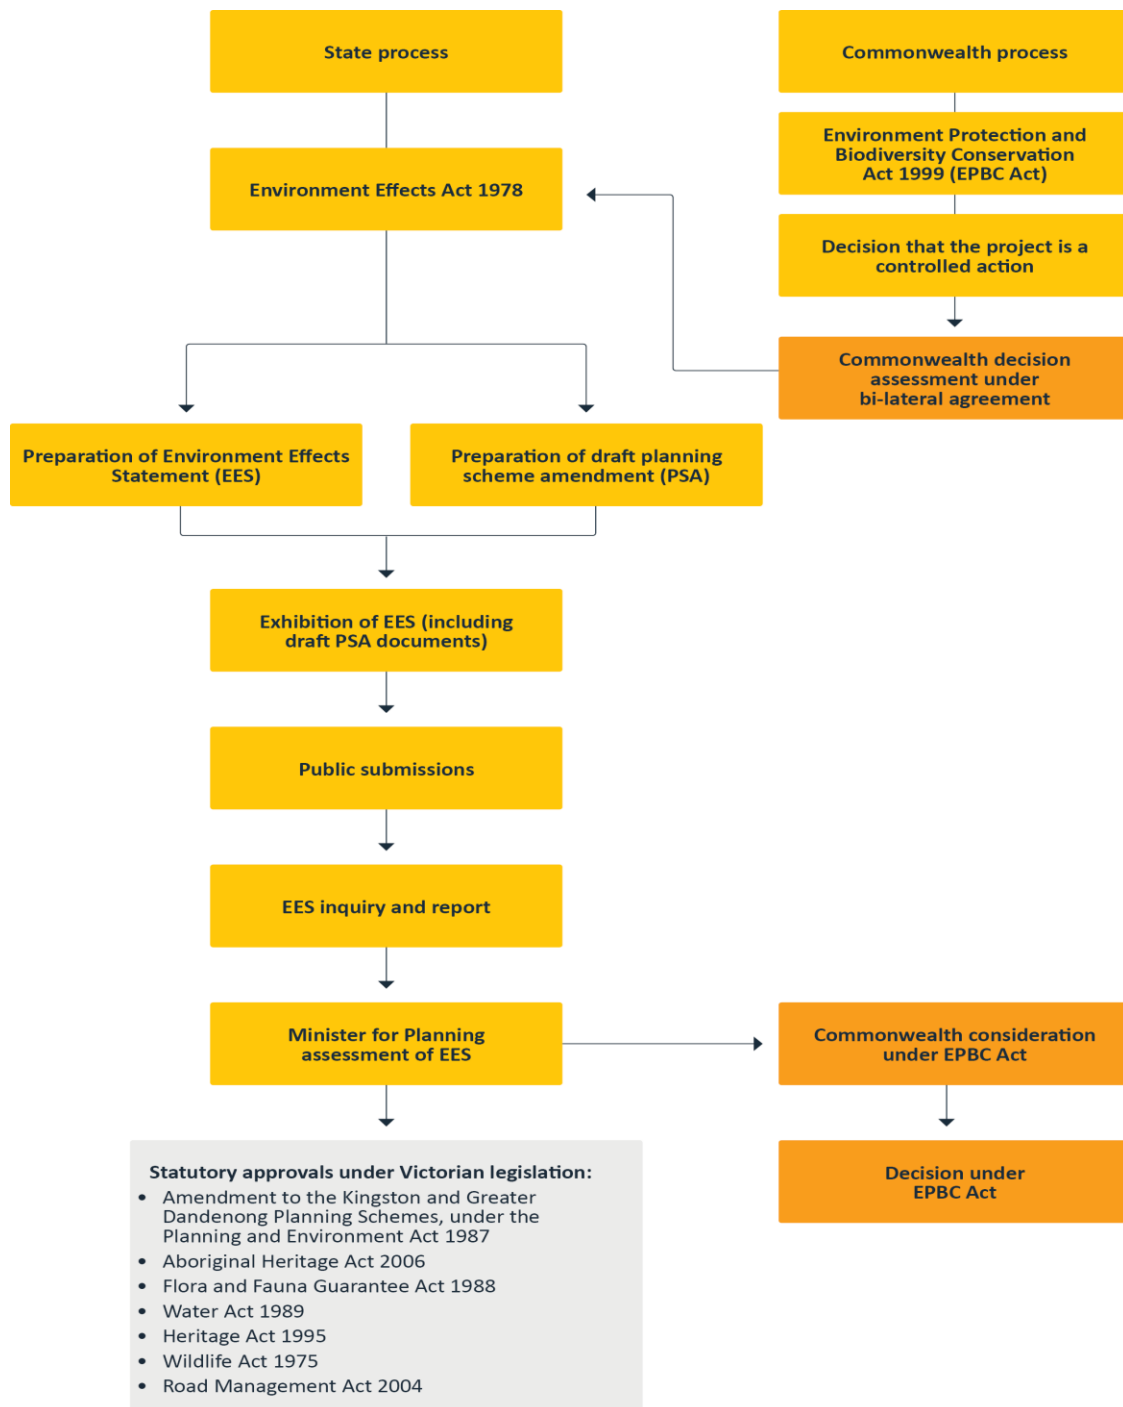 State process
Commonwealth process
Environment Protection and
Biodiversity Conservation
Act 1999 (EPBC Act)
Environment Effects Act 1978
Decision that the project is a
controlled action
Commonwealth decision
assessment under
bi-lateral agreement
Preparation of Environment Effects
Statement (EES)
Preparation of draft planning
scheme amendment (PSA)
Exhibition of EES (including
draft PSA documents)
Public submissions
EES inquiry and report
Minister for Planning
assessment of EES
Commonwealth consideration
under EPBC Act
Decision under
EPBC Act
Statutory approvals under Victorian legislation:
• Amendment to the Kingston and Greater
Dandenong Planning Schemes, under the
Planning and Environment Act 1987
• Aboriginal Heritage Act 2006
• Flora and Fauna Guarantee Act 1988
• Water Act 1989
• Heritage Act 1995
• Wildlife Act 1975
• Road Management Act 2004